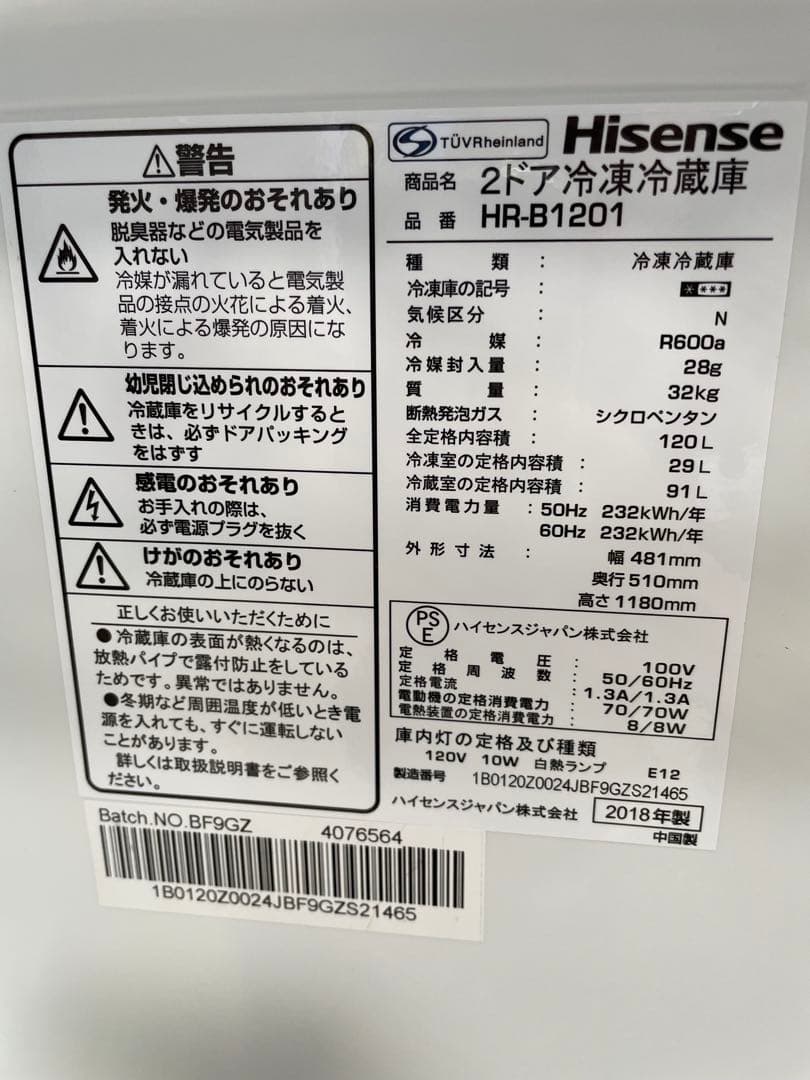 警告
発火・爆発のおそれあり
脱臭器などの電気製品を
入れない
冷媒が漏れていると電気製
品の接点の火花による着火、
着火による爆発の原因にな
ります。
幼児閉じ込められのおそれあり
冷蔵庫をリサイクルすると
きは、必ずドアパッキング
をはずす
感電のおそれあり
お手入れの際は、
必ず電源プラグを抜く
けがのおそれあり
冷蔵庫の上にのらない
正しくお使いいただくために
●冷蔵庫の表面が熱くなるのは、
放熱パイプで露付防止をしている
ためです。異常ではありません。
●冬期など周囲温度が低いとき電
源を入れても、すぐに運転しない
ことがあります。
詳しくは取扱説明書をご参照く
ださい。
TÜVRheinland Hisense
商品名 2ドア冷凍冷蔵庫
品番 HR-B1201
種類 : 冷凍冷蔵庫
冷凍庫の記号 : ****
気候区分 : N
冷媒 : R600a
冷媒封入量 : 28g
質量 : 32kg
断熱発泡ガス : シクロペンタン
全定格内容積 : 120L
冷凍室の定格内容積 : 29L
冷蔵室の定格内容積 : 91L
消費電力量 : 50Hz 232kWh/年
60Hz 232kWh/年
外形寸法 : 幅 481mm
奥行 510mm
高さ 1180mm
PSE ハイセンスジャパン株式会社
定格電圧 : 100V
定格周波数 : 50/60Hz
定格電流 : 1.3A/1.3A
電動機の定格消費電力 : 70/70W
電熱装置の定格消費電力 : 8/8W
庫内灯の定格及び種類
120V 10W 白熱ランプ E12
製造番号 1B0120Z0024JBF9GZS21465
ハイセンスジャパン株式会社 2018年製
中国製
Batch.NO.BF9GZ 4076564
1B0120Z0024JBF9GZS21465